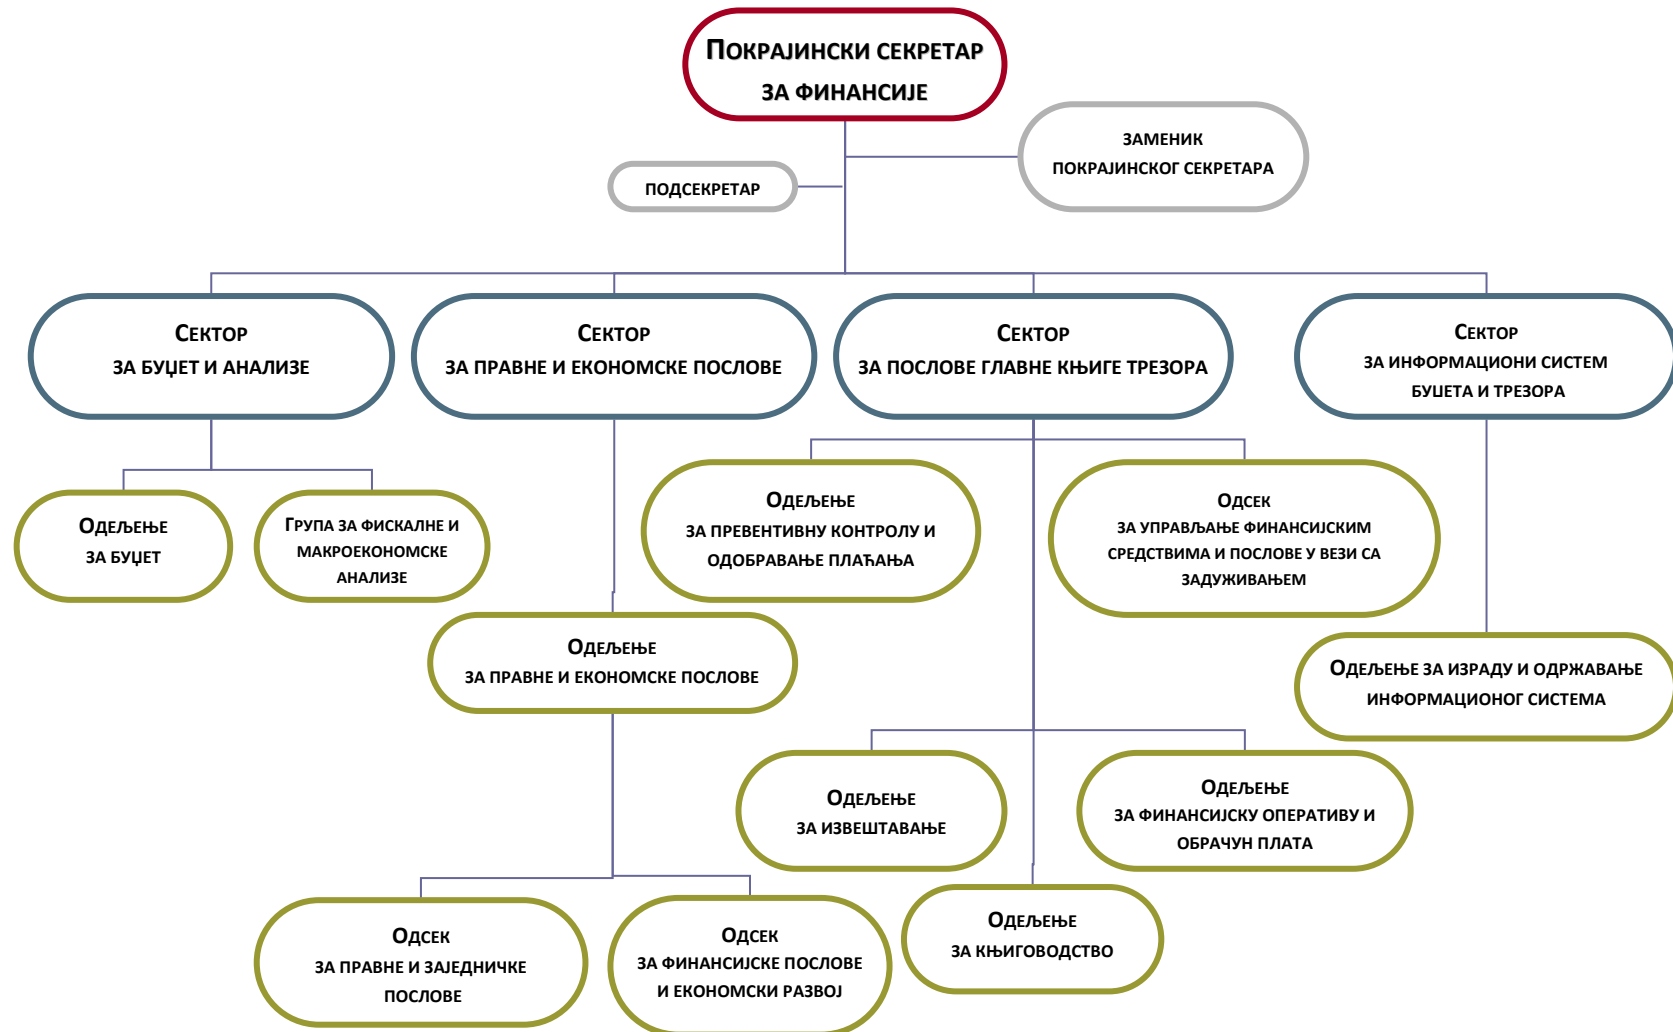 ПОКРАЈИНСКИ СЕКРЕТАР
ЗА ФИНАНСИЈЕ
ЗАМЕНИК
ПОКРАЈИНСКОГ СЕКРЕТАРА
ПОДСЕКРЕТАР
СЕКТОР
ЗА БУЏЕТ И АНАЛИЗЕ
СЕКТОР
ЗА ПРАВНЕ И ЕКОНОМСКЕ ПОСЛОВЕ
СЕКТОР
ЗА ПОСЛОВЕ ГЛАВНЕ КЊИГЕ ТРЕЗОРА
СЕКТОР
ЗА ИНФОРМАЦИОНИ СИСТЕМ
БУЏЕТА И ТРЕЗОРА
ОДЕЉЕЊЕ
ЗА БУЏЕТ
ГРУПА ЗА ФИСКАЛНЕ И
МАКРОЕКОНОМСКЕ
АНАЛИЗЕ
ОДЕЉЕЊЕ
ЗА ПРЕВЕНТИВНУ КОНТРОЛУ И
ОДОБРАВАЊЕ ПЛАЋАЊА
ОДСЕК
ЗА УПРАВЉАЊЕ ФИНАНСИЈСКИМ
СРЕДСТВИМА И ПОСЛОВЕ У ВЕЗИ СА
ЗАДУЖИВАЊЕМ
ОДЕЉЕЊЕ
ЗА ПРАВНЕ И ЕКОНОМСКЕ ПОСЛОВЕ
ОДЕЉЕЊЕ ЗА ИЗРАДУ И ОДРЖАВАЊЕ
ИНФОРМАЦИОНОГ СИСТЕМА
ОДЕЉЕЊЕ
ЗА ИЗВЕШТАВАЊЕ
ОДЕЉЕЊЕ
ЗА ФИНАНСИЈСКУ ОПЕРАТИВУ И
ОБРАЧУН ПЛАТА
ОДСЕК
ЗА ПРАВНЕ И ЗАЈЕДНИЧКЕ
ПОСЛОВЕ
ОДСЕК
ЗА ФИНАНСИЈСКЕ ПОСЛОВЕ
И ЕКОНОМСКИ РАЗВОЈ
ОДЕЉЕЊЕ
ЗА КЊИГОВОДСТВО